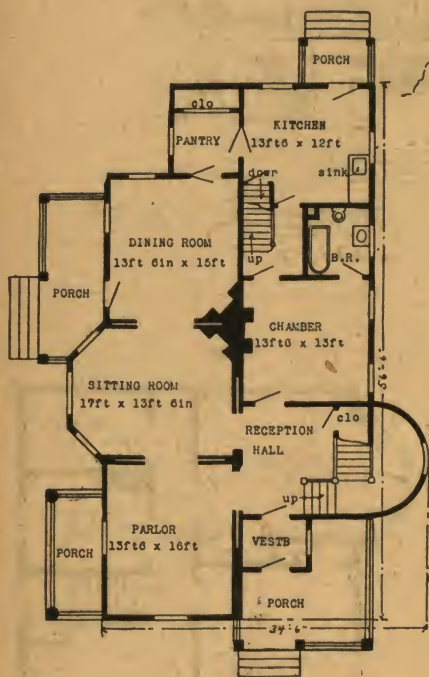 PORCH
clo
KITCHEN
13ft6 x 12ft
PANTRY
down
sink
DINING ROOM
13ft 6in x 15ft
up
B.R.
PORCH
CHAMBER
13ft6 x 13ft
56'-6"
SITTING ROOM
17ft x 13ft 6in
clo
RECEPTION
HALL
up
PARLOR
13ft6 x 16ft
PORCH
VESTB
PORCH
34'-6"